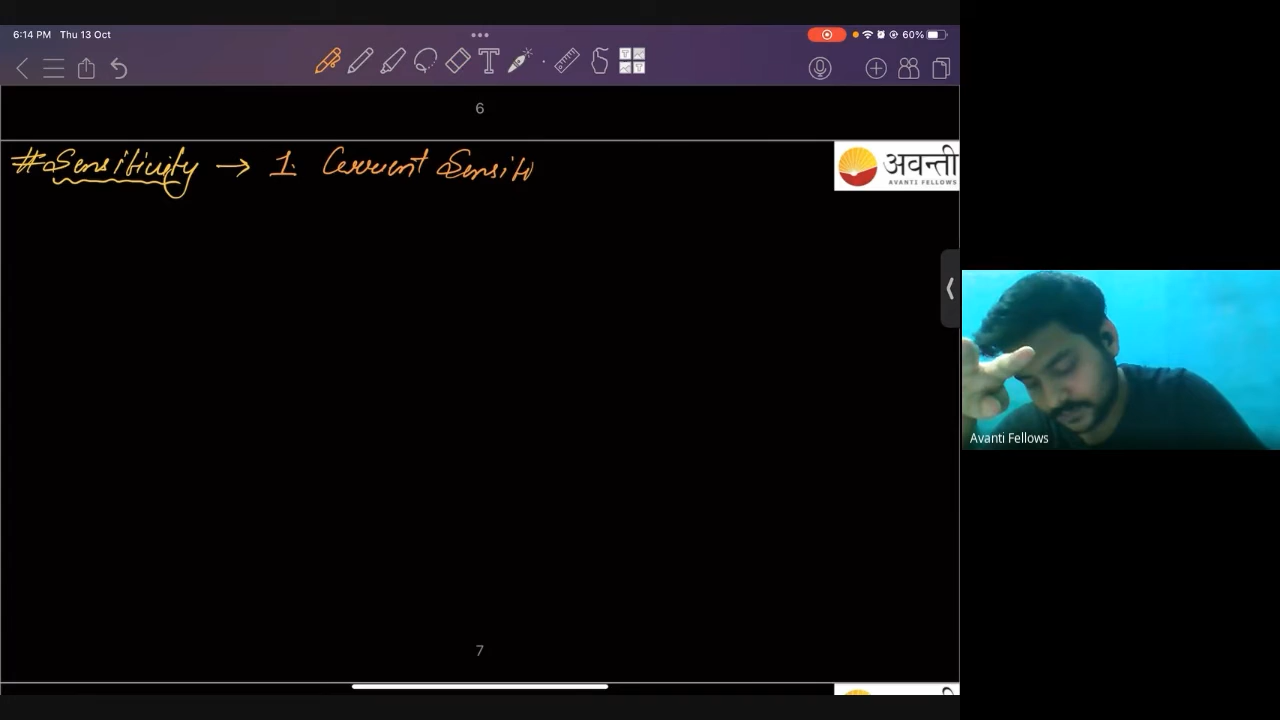 6:14 PM Thu 13 Oct
60%
6
#Sensitivity → 1. Current Sensiti
अवन्ती
AVANTI FELLOWS
Avanti Fellows
7